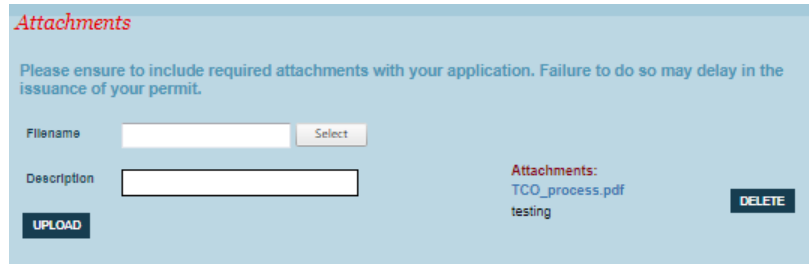 Attachments
Please ensure to include required attachments with your application. Failure to do so may delay in the
issuance of your permit.
Filename
Select
Description
Attachments:
TCO_process.pdf
testing
DELETE
UPLOAD